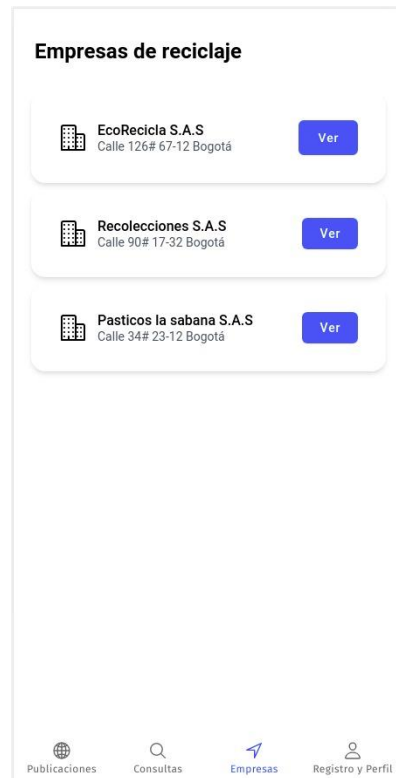 Empresas de reciclaje
EcoRecicla S.A.S
Calle 126# 67-12 Bogotá
Ver
Recolecciones S.A.S
Calle 90# 17-32 Bogotá
Ver
Pasticos la sabana S.A.S
Calle 34# 23-12 Bogotá
Ver
Publicaciones
Consultas
Empresas
Registro y Perfil